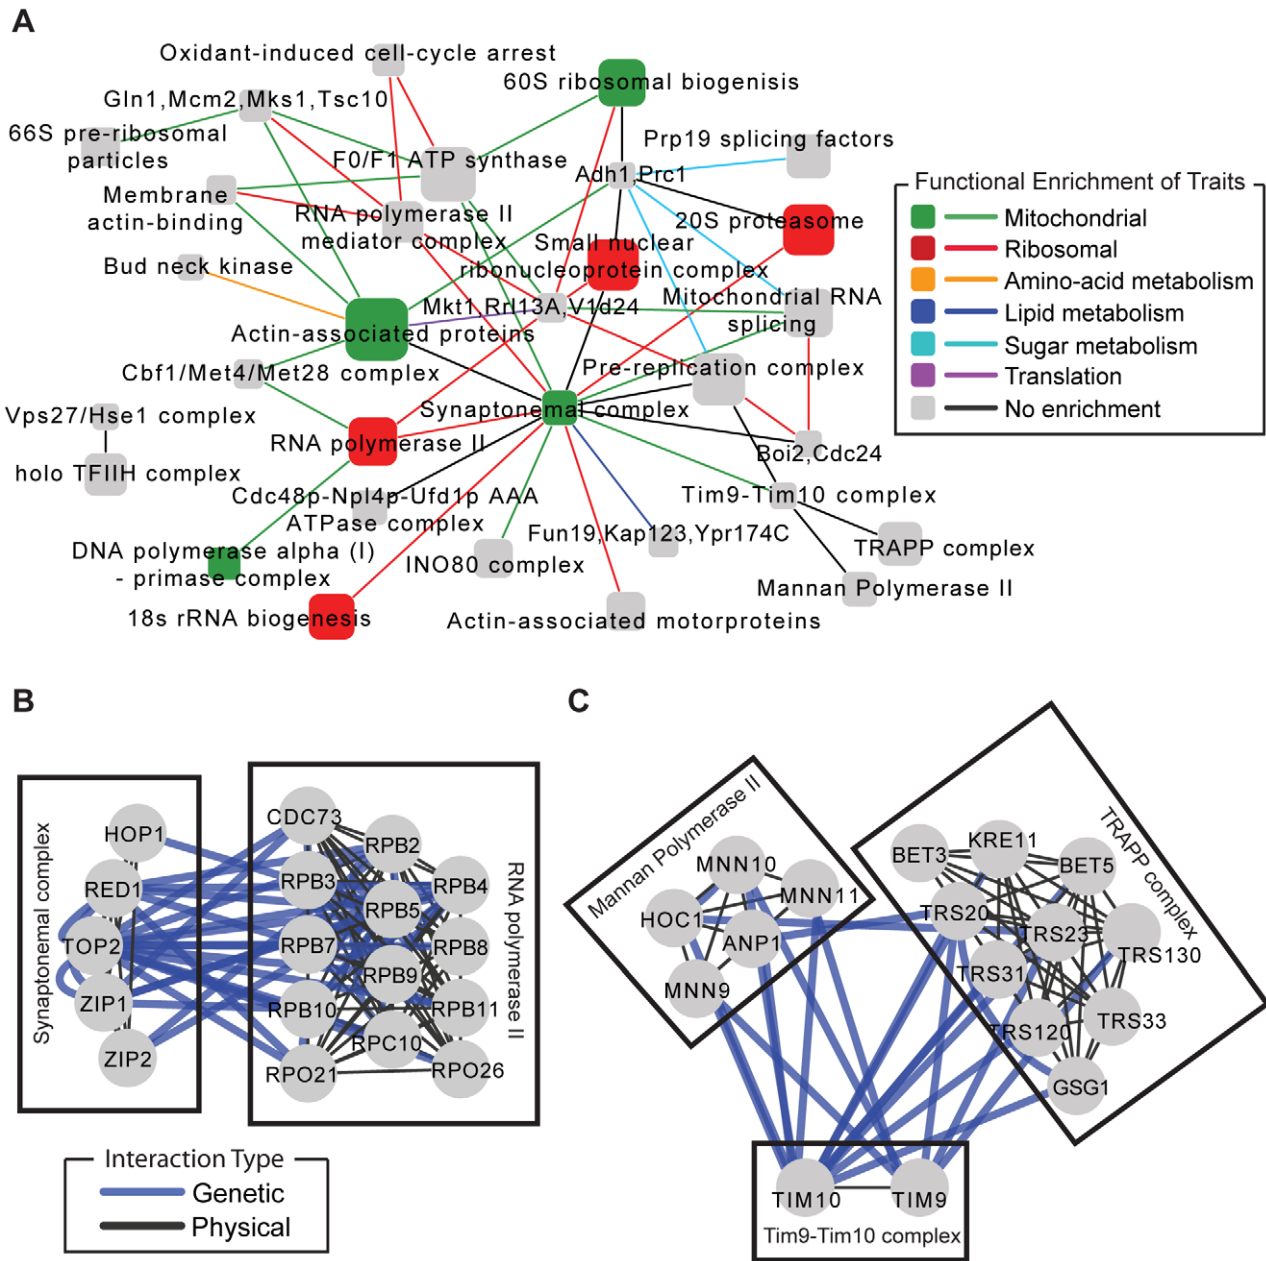 A
Oxidant-induced cell-cycle arrest
60S ribosomal biogenisis
Gln1,Mcm2,Mks1,Tsc10
66S pre-ribosomal
particles
Prp19 splicing factors
F0/F1 ATP synthase
Adh1,Prc1
Membrane
actin-binding
RNA polymerase II
mediator complex
20S proteasome
Small nuclear
ribonucleoprotein complex
Bud neck kinase
Mkt1,Rrl13A,V1d24
Mitochondrial RNA
splicing
Actin-associated proteins
Cbf1/Met4/Met28 complex
Pre-replication complex
Vps27/Hse1 complex
Synaptonemal complex
RNA polymerase II
Boi2,Cdc24
holo TFIIH complex
Cdc48p-Npl4p-Ufd1p AAA
ATPase complex
Tim9-Tim10 complex
Fun19,Kap123,Ypr174C
TRAPP complex
DNA polymerase alpha (I)
- primase complex
INO80 complex
Mannan Polymerase II
18s rRNA biogenesis
Actin-associated motorproteins
Functional Enrichment of Traits
Mitochondrial
Ribosomal
Amino-acid metabolism
Lipid metabolism
Sugar metabolism
Translation
No enrichment
B
Synaptonemal complex
HOP1
RED1
TOP2
ZIP1
ZIP2
CDC73
RPB2
RPB3
RPB4
RPB5
RPB7
RPB8
RPB9
RPB10
RPB11
RPC10
RPO21
RPO26
RNA polymerase II
Interaction Type
Genetic
Physical
C
Mannan Polymerase II
MNN10
MNN11
HOC1
ANP1
MNN9
TRAPP complex
BET3
KRE11
BET5
TRS20
TRS23
TRS130
TRS31
TRS120
TRS33
GSG1
TIM10
TIM9
Tim9-Tim10 complex